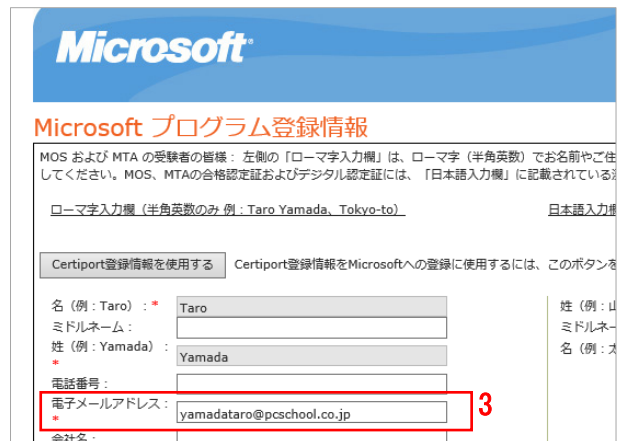 Microsoft
Microsoft プログラム登録情報
MOS および MTA の受験者の皆様： 左側の「ローマ字入力欄」は、ローマ字（半角英数）でお名前やご住
してください。MOS、MTAの合格認定証およびデジタル認定証には、「日本語入力欄」に記載されている
ローマ字入力欄（半角英数のみ 例：Taro Yamada、Tokyo-to）
日本語入力欄
Certiport登録情報を使用する Certiport登録情報をMicrosoftへの登録に使用するには、このボタンを
名（例：Taro）：* Taro
姓（例：山
ミドルネーム：
ミドルネー
姓（例：Yamada）：
* Yamada
名（例：太
電話番号：
電子メールアドレス：
* yamadataro@pcschool.co.jp
3
会社名：